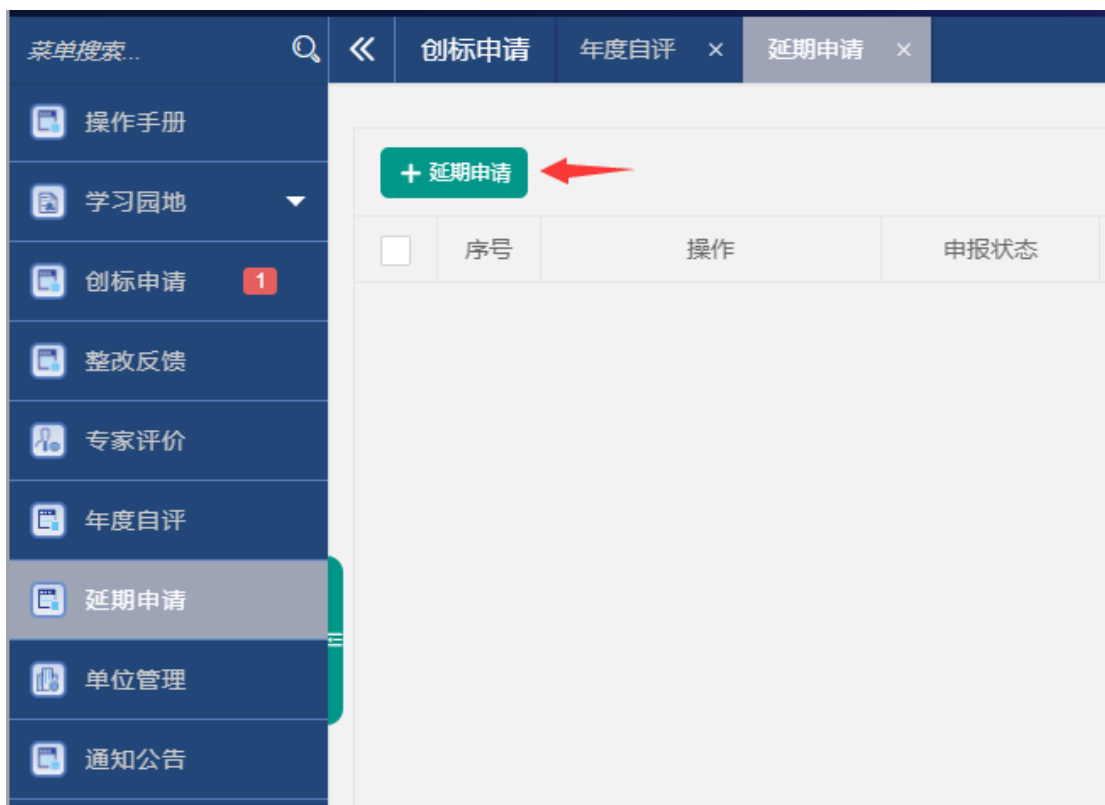 菜单搜索...
创标申请 年度自评 × 延期申请 ×
操作手册
学习园地
创标申请 1
整改反馈
专家评价
年度自评
延期申请
单位管理
通知公告
+ 延期申请
序号 操作 申报状态